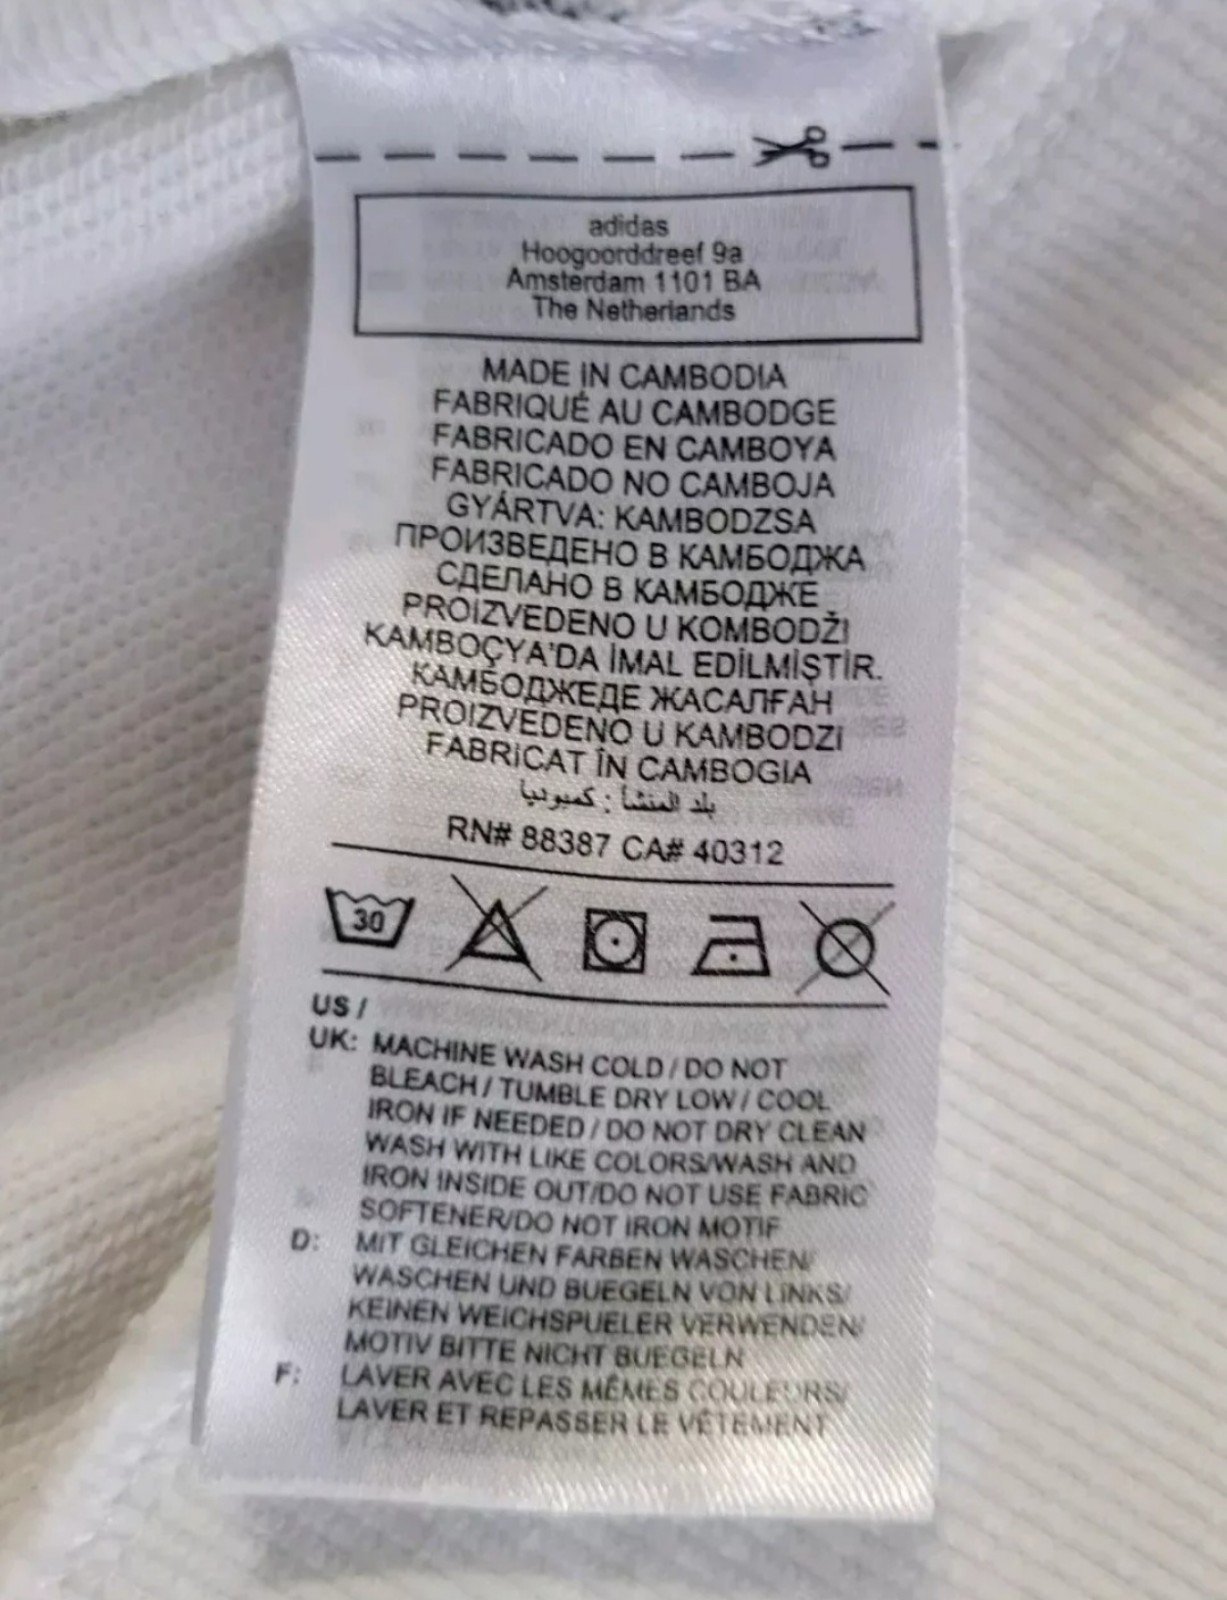 adidas
Hoogoorddreef 9a
Amsterdam 1101 BA
The Netherlands
MADE IN CAMBODIA
FABRIQUÉ AU CAMBODGE
FABRICADO EN CAMBOYA
FABRICADO NO CAMBOJA
GYÁRTVA: KAMBODZSA
ПРОИЗВЕДЕНО В КАМБОДЖА
СДЕЛАНО В КАМБОДЖЕ
PROIZVEDENO U KOMBODŽI
KAMBOÇYA'DA İMAL EDİLMİŞTİR.
КАМБОДЖЕДЕ ЖАСАЛҒАН
PROIZVEDENO U KAMBODZI
FABRICAT ÎN CAMBOGIA
بلد المنشأ : كمبوديا
RN# 88387 CA# 40312
30
US /
UK: MACHINE WASH COLD / DO NOT
BLEACH / TUMBLE DRY LOW / COOL
IRON IF NEEDED / DO NOT DRY CLEAN
WASH WITH LIKE COLORS/WASH AND
IRON INSIDE OUT/DO NOT USE FABRIC
SOFTENER/DO NOT IRON MOTIF
D: MIT GLEICHEN FARBEN WASCHEN/
WASCHEN UND BUEGELN VON LINKS/
KEINEN WEICHSPUELER VERWENDEN/
MOTIV BITTE NICHT BUEGELN
F: LAVER AVEC LES MÊMES COULEURS/
LAVER ET REPASSER LE VÊTEMENT